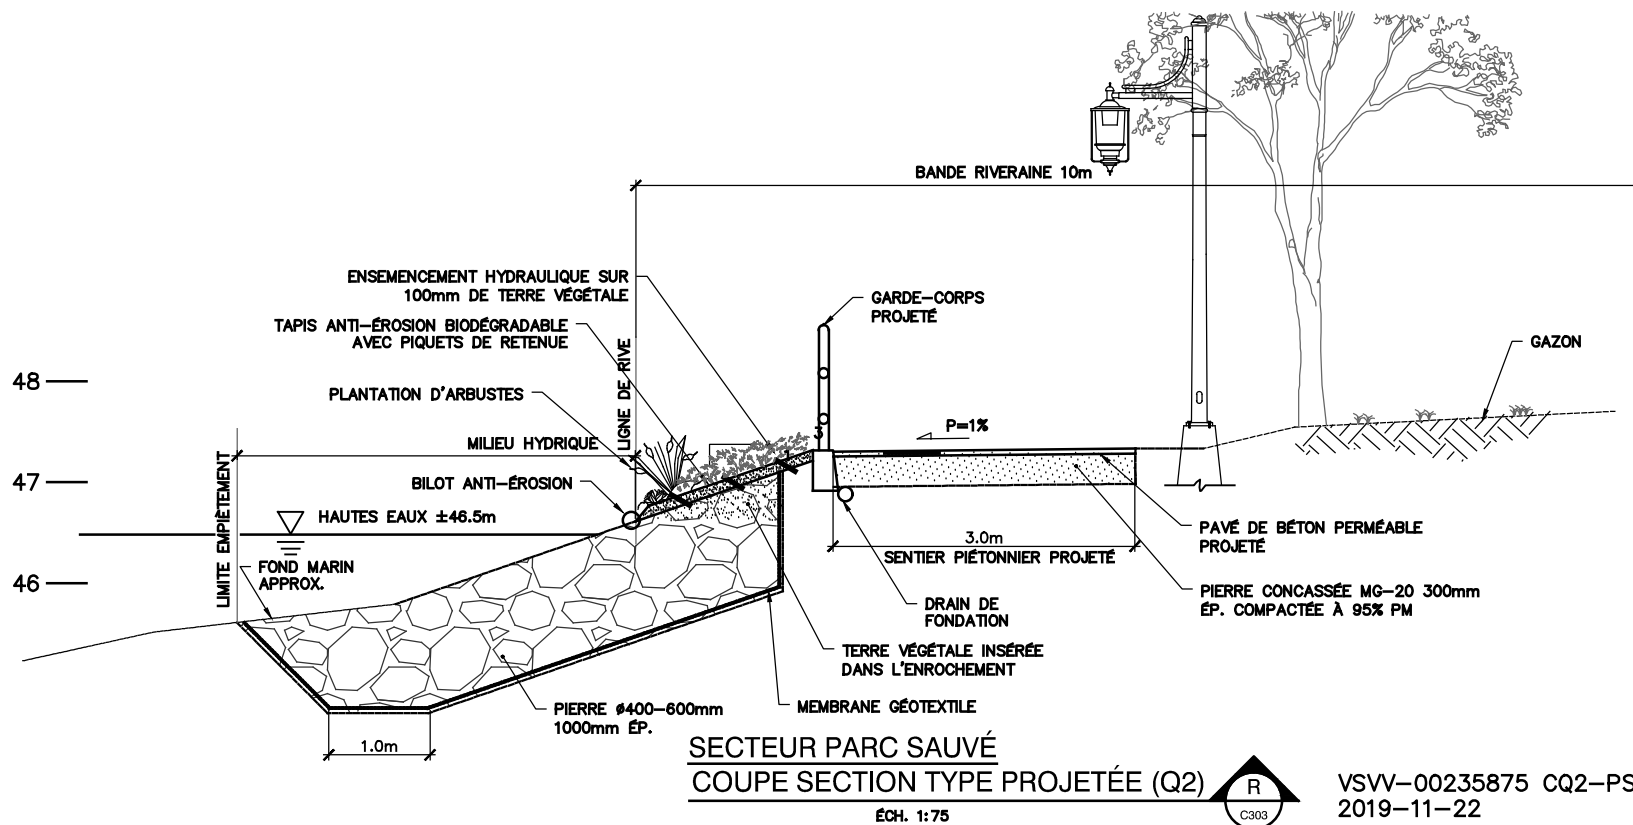 BANDE RIVERAINE 10m
ENSEMENCEMENT HYDRAULIQUE SUR
100mm DE TERRE VÉGÉTALE
TAPIS ANTI-ÉROSION BIODÉGRADABLE
AVEC PIQUETS DE RETENUE
PLANTATION D'ARBUSTES
MILIEU HYDRIQUE
BILOT ANTI-ÉROSION
LIGNE DE RIVE
LIMITE EMPIÈTEMENT
HAUTES EAUX ±46.5m
FOND MARIN
APPROX.
48
47
46
GARDE-CORPS
PROJETÉ
P=1%
GAZON
3.0m
SENTIER PIÉTONNIER PROJETÉ
PAVÉ DE BÉTON PERMÉABLE
PROJETÉ
PIERRE CONCASSÉE MG-20 300mm
ÉP. COMPACTÉE À 95% PM
DRAIN DE
FONDATION
TERRE VÉGÉTALE INSÉRÉE
DANS L'ENROCHEMENT
MEMBRANE GÉOTEXTILE
PIERRE ø400-600mm
1000mm ÉP.
1.0m
SECTEUR PARC SAUVÉ
COUPE SECTION TYPE PROJETÉE (Q2)
ÉCH. 1:75
R
C303
VSVV-00235875 CQ2-PS
2019-11-22